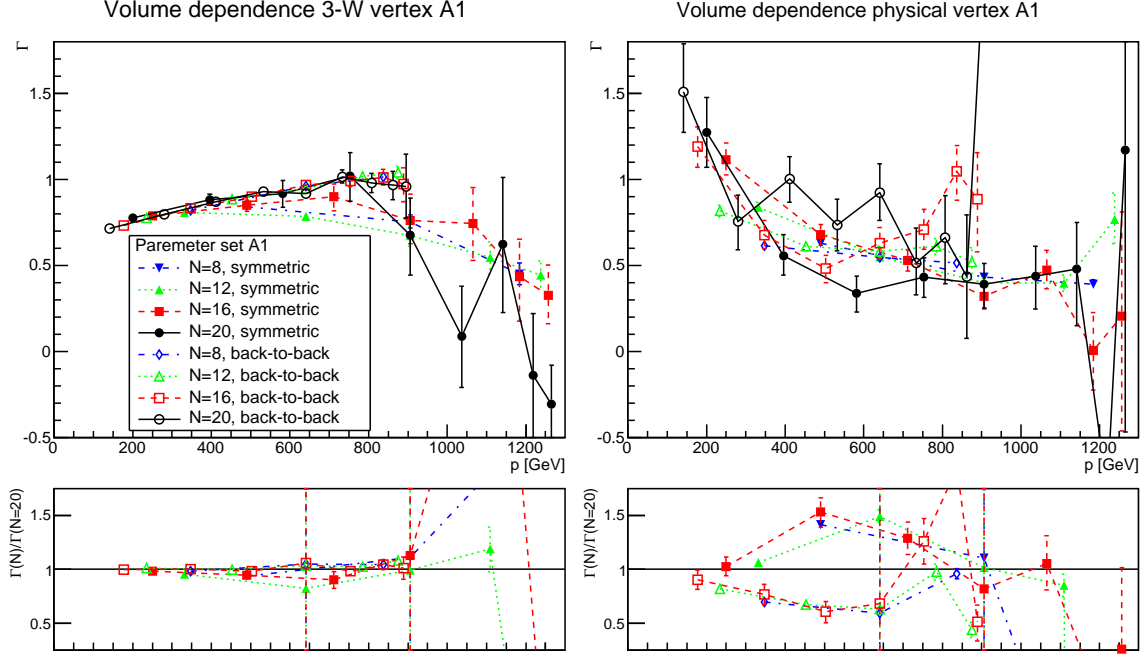 Volume dependence 3-W vertex A1
Γ
1.5
1
0.5
0
-0.5
0 200 400 600 800 1000 1200
p [GeV]
Paremeter set A1
N=8, symmetric
N=12, symmetric
N=16, symmetric
N=20, symmetric
N=8, back-to-back
N=12, back-to-back
N=16, back-to-back
N=20, back-to-back
Γ(N)/Γ(N=20)
1.5
1
0.5
Volume dependence physical vertex A1
Γ
1.5
1
0.5
0
-0.5
0 200 400 600 800 1000 1200
p [GeV]
Γ(N)/Γ(N=20)
1.5
1
0.5